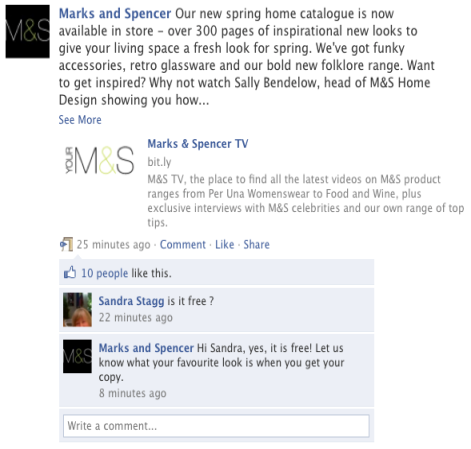 Marks and Spencer Our new spring home catalogue is now
M&S
available in store – over 300 pages of inspirational new looks to
give your living space a fresh look for spring. We've got funky
accessories, retro glassware and our bold new folklore range. Want
to get inspired? Why not watch Sally Bendelow, head of M&S Home
Design showing you how...
See More
YOUR M&S
Marks & Spencer TV
bit.ly
M&S TV, the place to find all the latest videos on M&S product
ranges from Per Una Womenswear to Food and Wine, plus
exclusive interviews with M&S celebrities and our own range of top
tips.
25 minutes ago · Comment · Like · Share
10 people like this.
Sandra Stagg is it free ?
22 minutes ago
M&S
Marks and Spencer Hi Sandra, yes, it is free! Let us
know what your favourite look is when you get your
copy.
8 minutes ago
Write a comment...